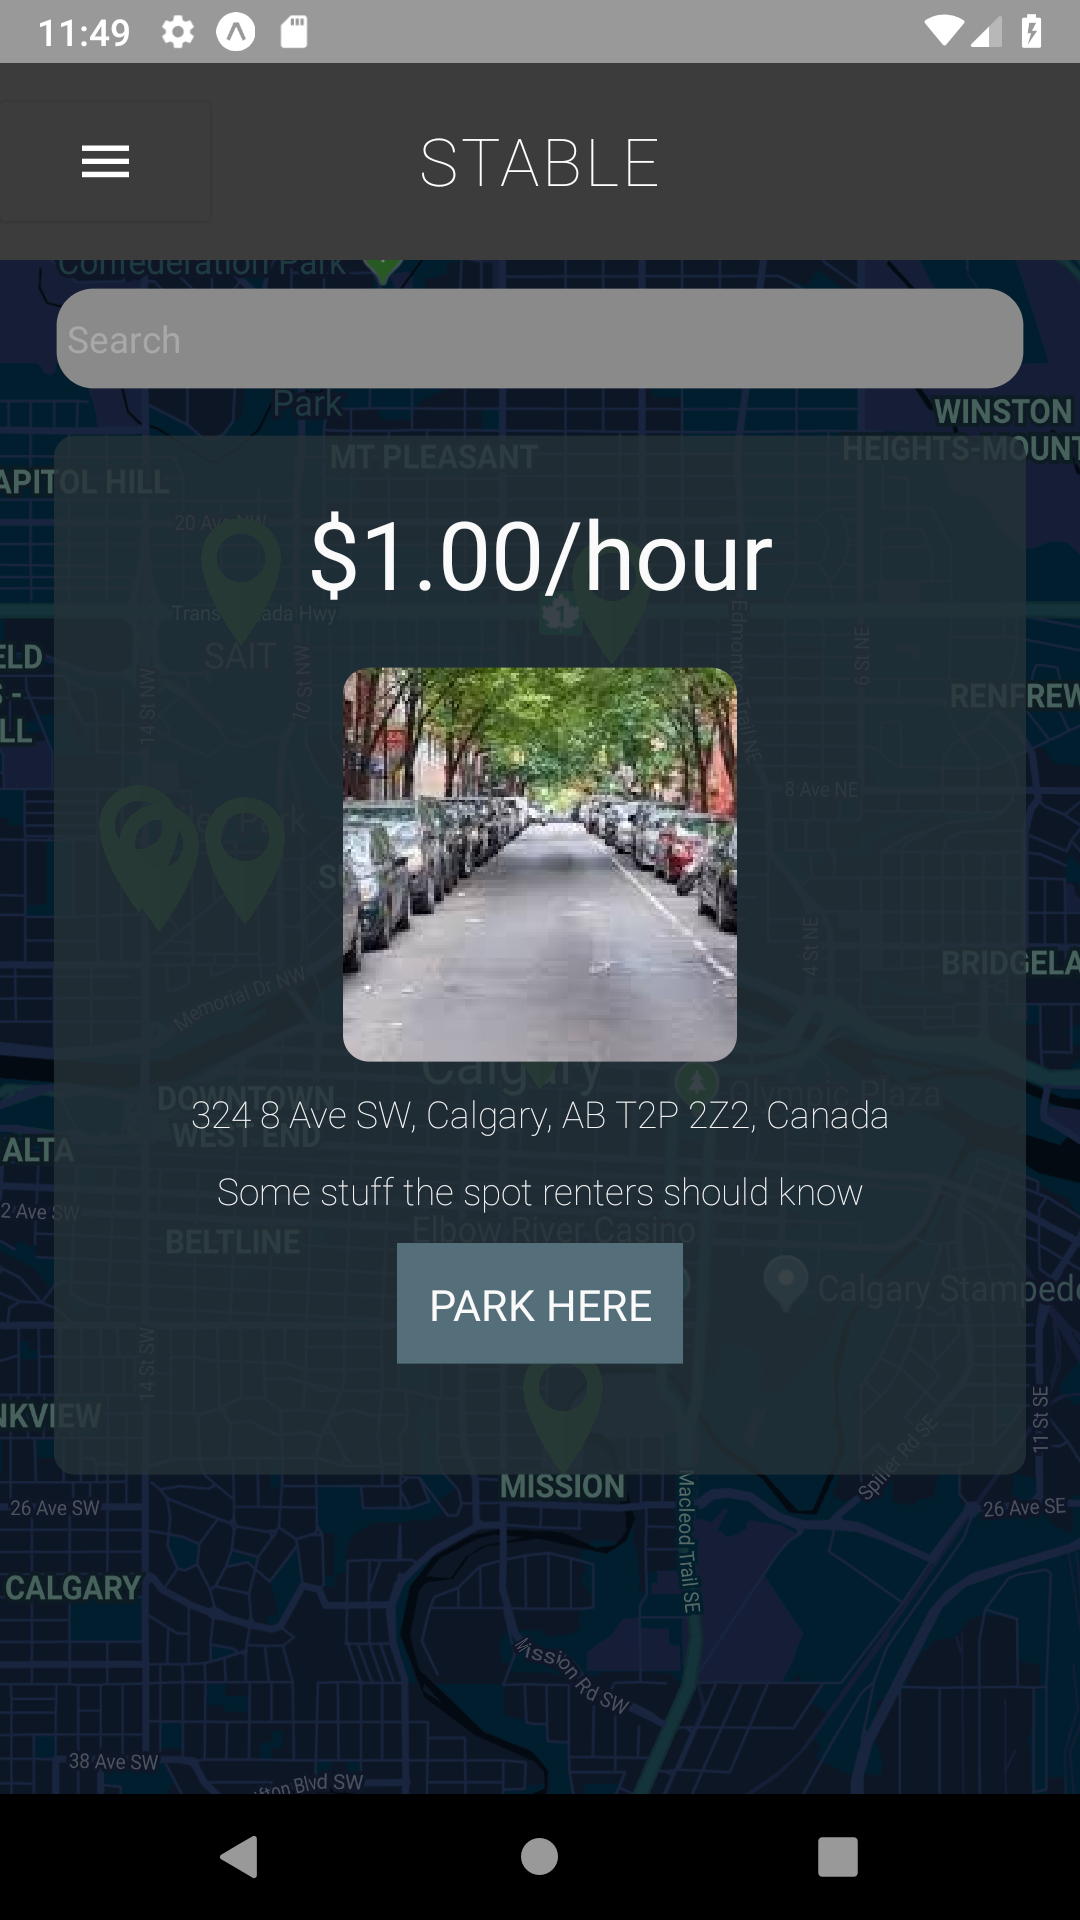 11:49
STABLE
Confederation Park
Search
Park
WINSTON
HEIGHTS-MOUNT
MT PLEASANT
APITOL HILL
20 Ave NW
$1.00/hour
Trans Canada Hwy
SAIT
ELD
S -
LL
14 St NW
10 St NW
Edmonton Trail NE
6 St NE
RENFREW
8 Ave NE
4 St NE
BRIDGELA
Memorial Dr NW
Calgary
Olympic Plaza
DOWNTOWN
WEST END
324 8 Ave SW, Calgary, AB T2P 2Z2, Canada
ALTA
Some stuff the spot renters should know
2 Ave SW
BELTLINE
Elbow River Casino
Calgary Stampede
PARK HERE
14 St SW
NKVIEW
11 St SE
Spiller Rd SE
MISSION
26 Ave SW
Macleod Trail SE
26 Ave SE
CALGARY
Mission Rd SW
38 Ave SW
ifton Blvd SW